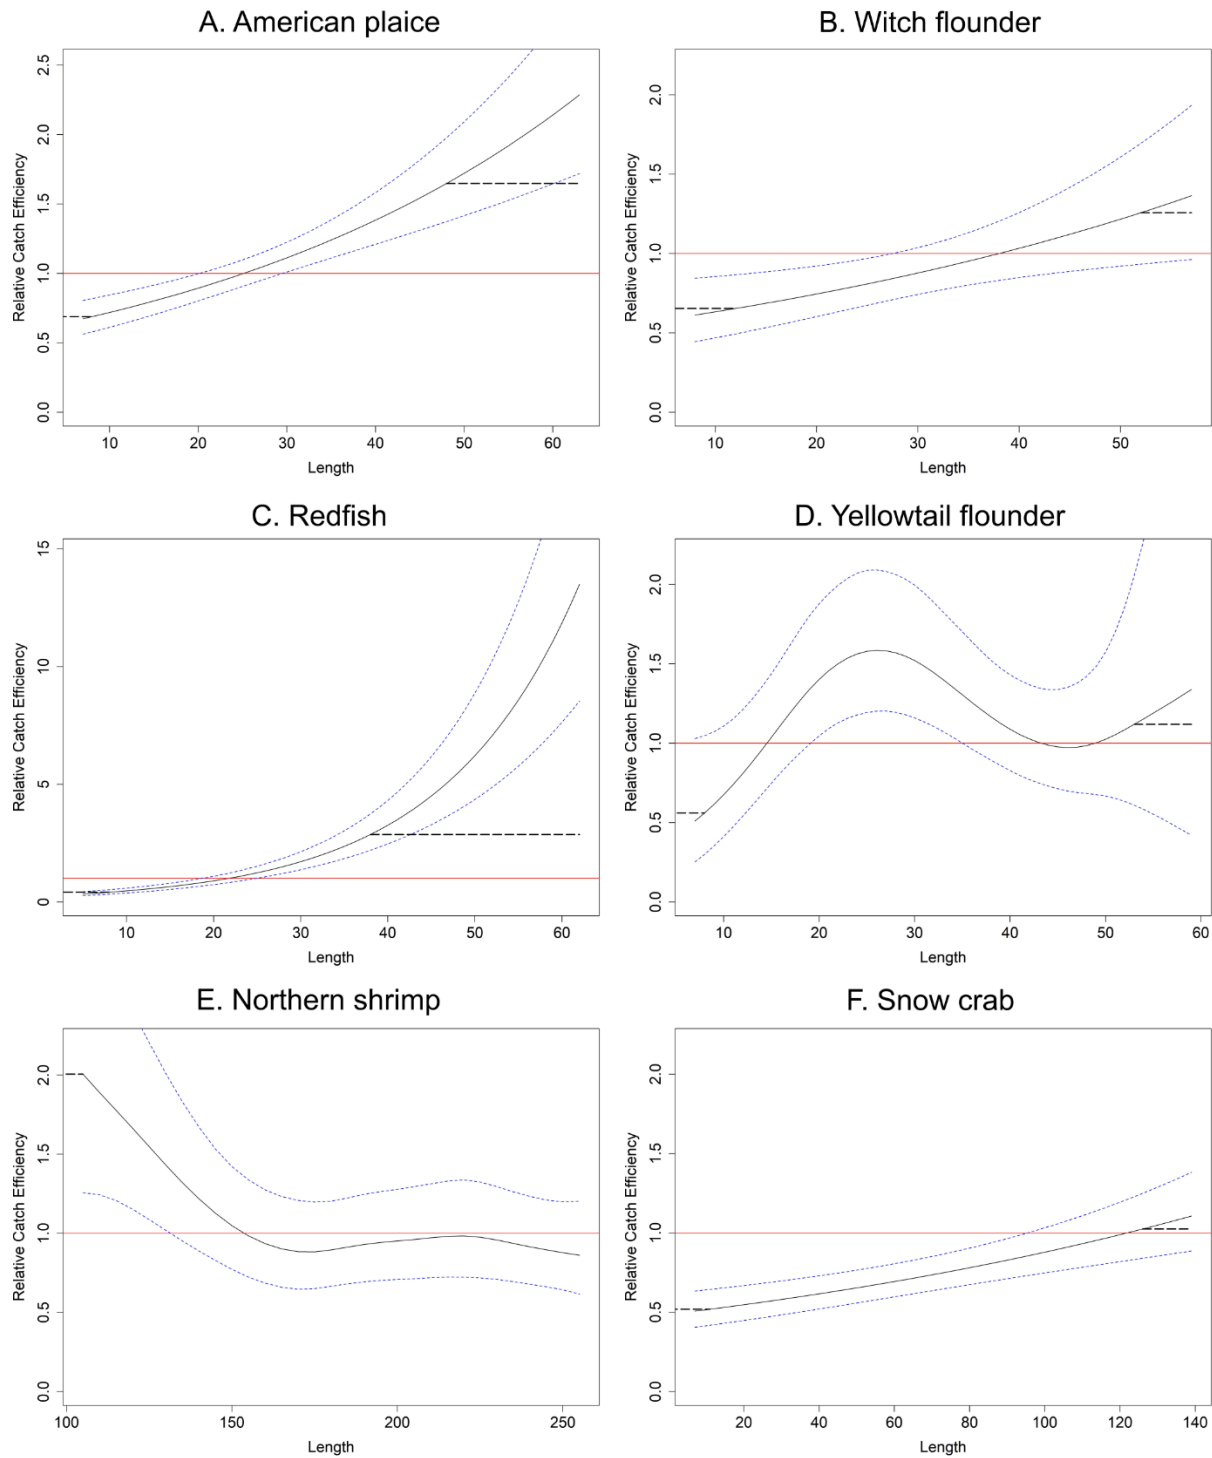 A. American plaice
B. Witch flounder
Relative Catch Efficiency
0.0 0.5 1.0 1.5 2.0 2.5
10 20 30 40 50 60
Length
Relative Catch Efficiency
0.0 0.5 1.0 1.5 2.0
10 20 30 40 50
Length
C. Redfish
D. Yellowtail flounder
Relative Catch Efficiency
0 5 10 15
10 20 30 40 50 60
Length
Relative Catch Efficiency
0.0 0.5 1.0 1.5 2.0
10 20 30 40 50 60
Length
E. Northern shrimp
F. Snow crab
Relative Catch Efficiency
0.0 0.5 1.0 1.5 2.0
100 150 200 250
Length
Relative Catch Efficiency
0.0 0.5 1.0 1.5 2.0
20 40 60 80 100 120 140
Length